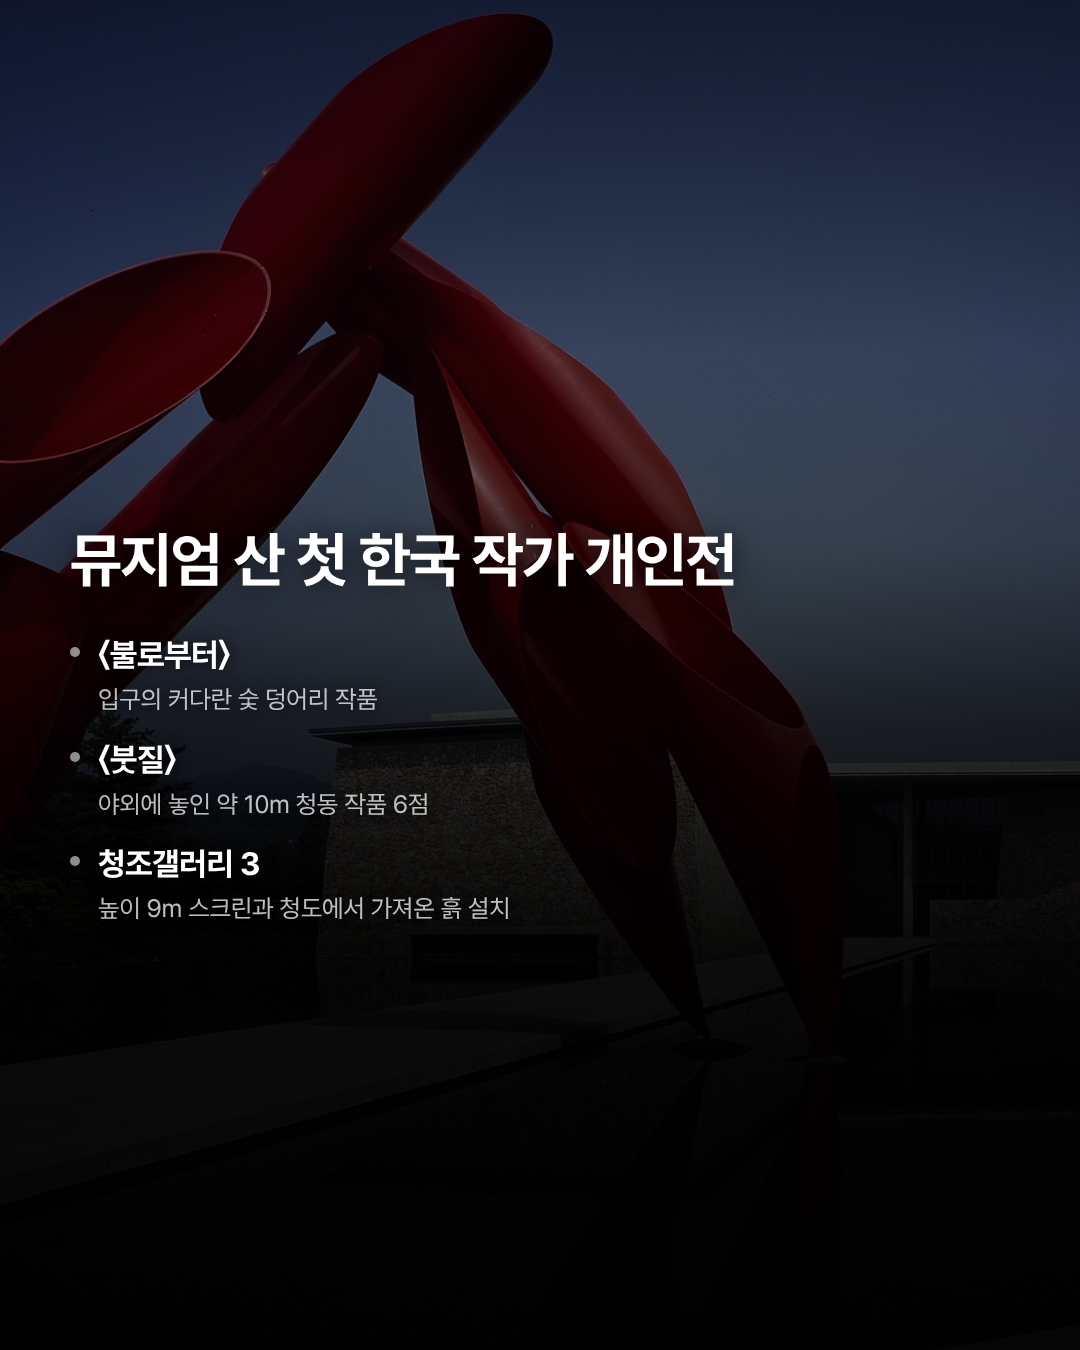 뮤지엄 산 첫 한국 작가 개인전
• 〈불로부터〉
입구의 커다란 숯 덩어리 작품
• 〈붓질〉
야외에 놓인 약 10m 청동 작품 6점
• 청조갤러리 3
높이 9m 스크린과 청도에서 가져온 흙 설치